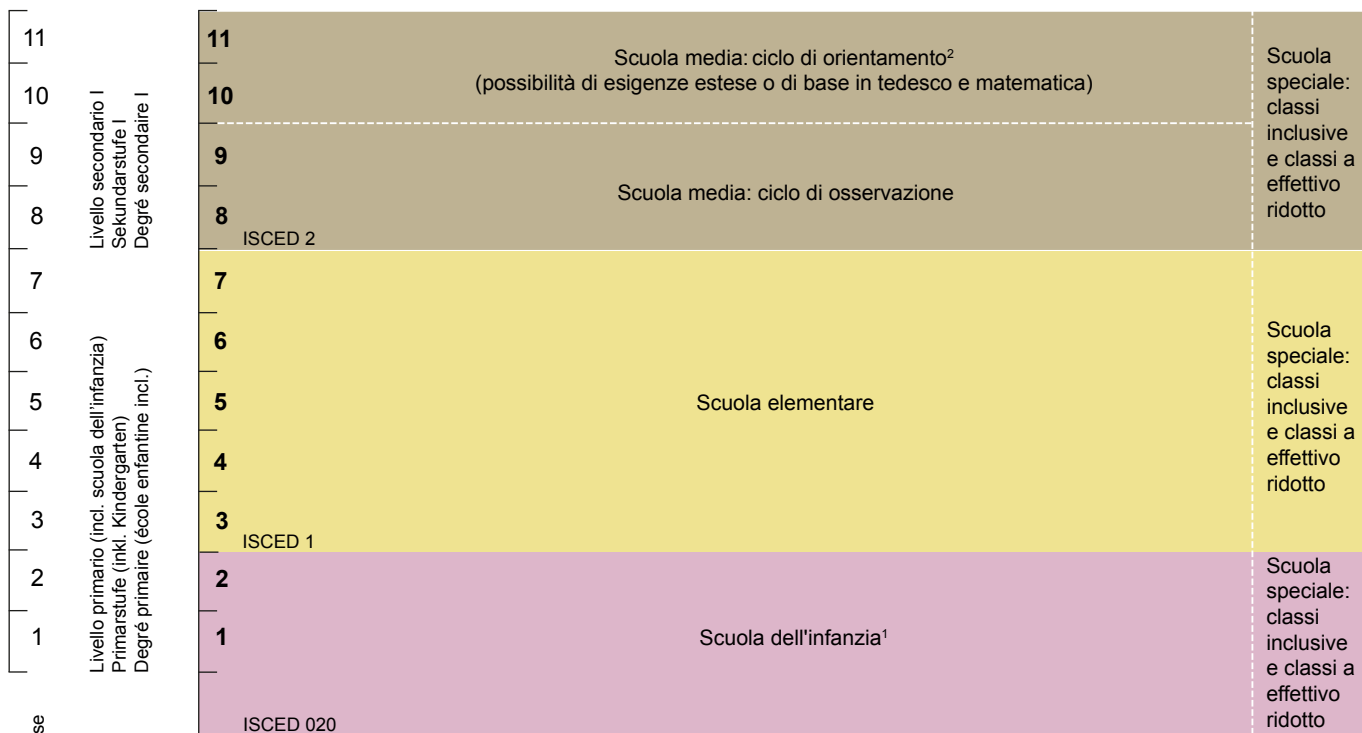 11
10
9
8
7
6
5
4
3
2
1
se
Livello secondario I
Sekundarstufe I
Degré secondaire I
Livello primario (incl. scuola dell'infanzia)
Primarstufe (inkl. Kindergarten)
Degré primaire (école enfantine incl.)
11
10
9
8
ISCED 2
7
6
5
4
3
ISCED 1
2
1
ISCED 020
Scuola media: ciclo di orientamento²
(possibilità di esigenze estese o di base in tedesco e matematica)
Scuola media: ciclo di osservazione
Scuola elementare
Scuola dell'infanzia¹
Scuola
speciale:
classi
inclusive
e classi a
effettivo
ridotto
Scuola
speciale:
classi
inclusive
e classi a
effettivo
ridotto
Scuola
speciale:
classi
inclusive
e classi a
effettivo
ridotto